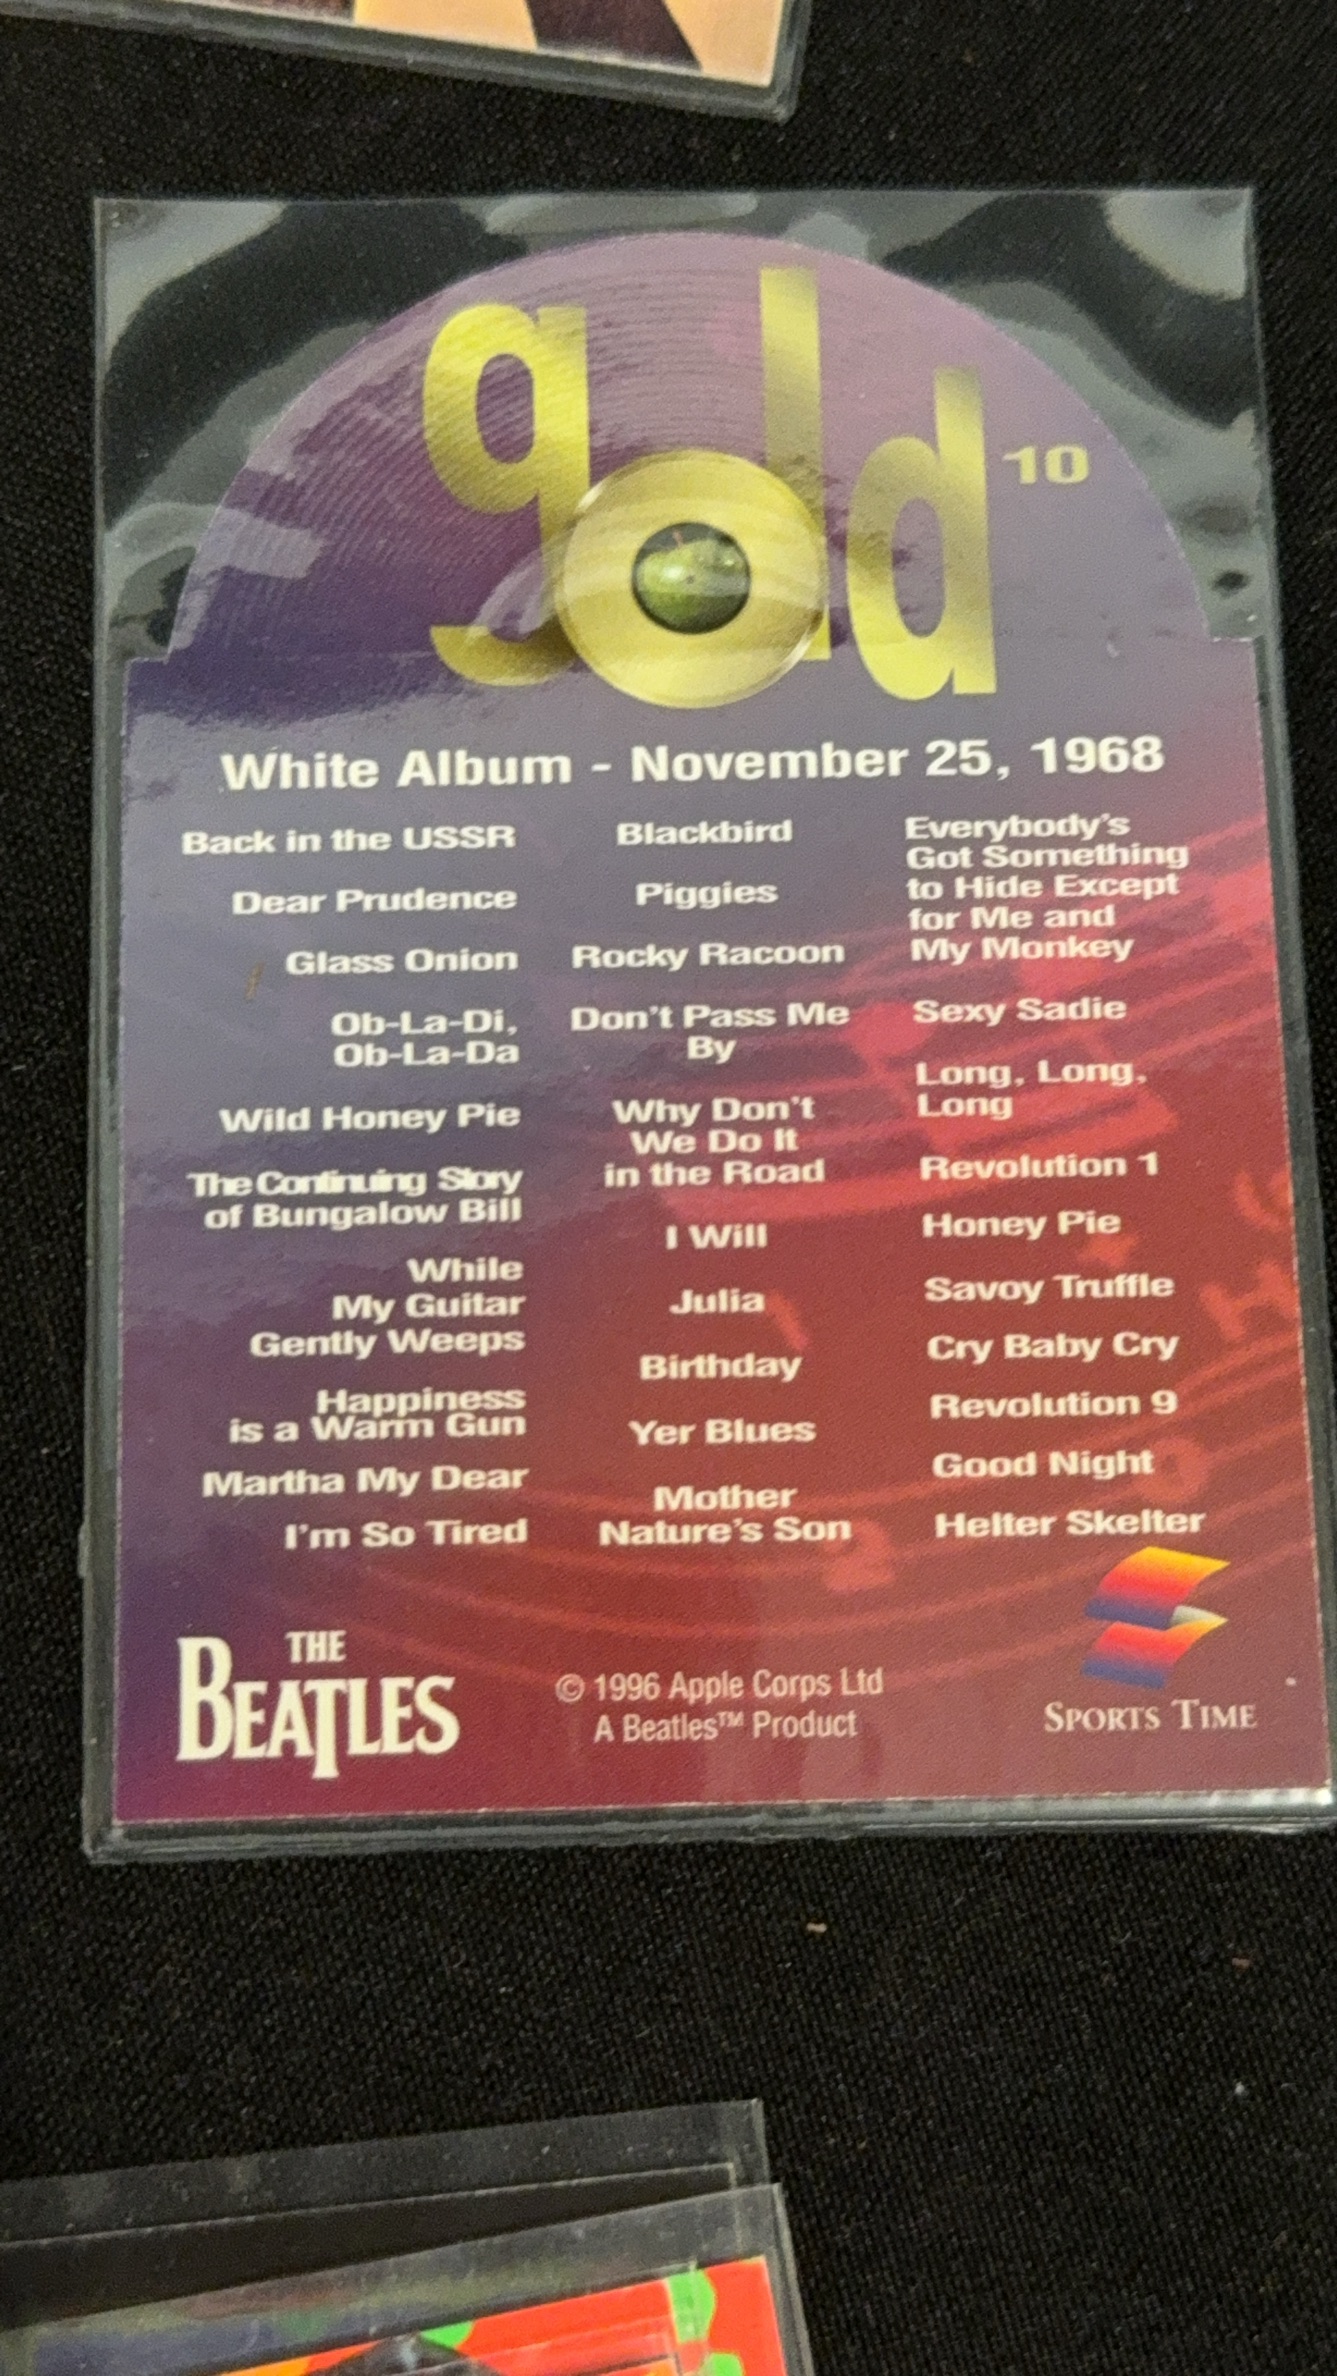 gold 10
White Album - November 25, 1968
Back in the USSR
Dear Prudence
Glass Onion
Ob-La-Di,
Ob-La-Da
Wild Honey Pie
The Continuing Story
of Bungalow Bill
While
My Guitar
Gently Weeps
Happiness
is a Warm Gun
Martha My Dear
I'm So Tired
Blackbird
Piggies
Rocky Racoon
Don't Pass Me
By
Why Don't
We Do It
in the Road
I Will
Julia
Birthday
Yer Blues
Mother
Nature's Son
Everybody's
Got Something
to Hide Except
for Me and
My Monkey
Sexy Sadie
Long, Long,
Long
Revolution 1
Honey Pie
Savoy Truffle
Cry Baby Cry
Revolution 9
Good Night
Helter Skelter
THE
BEATLES
© 1996 Apple Corps Ltd
A Beatles™ Product
SPORTS TIME